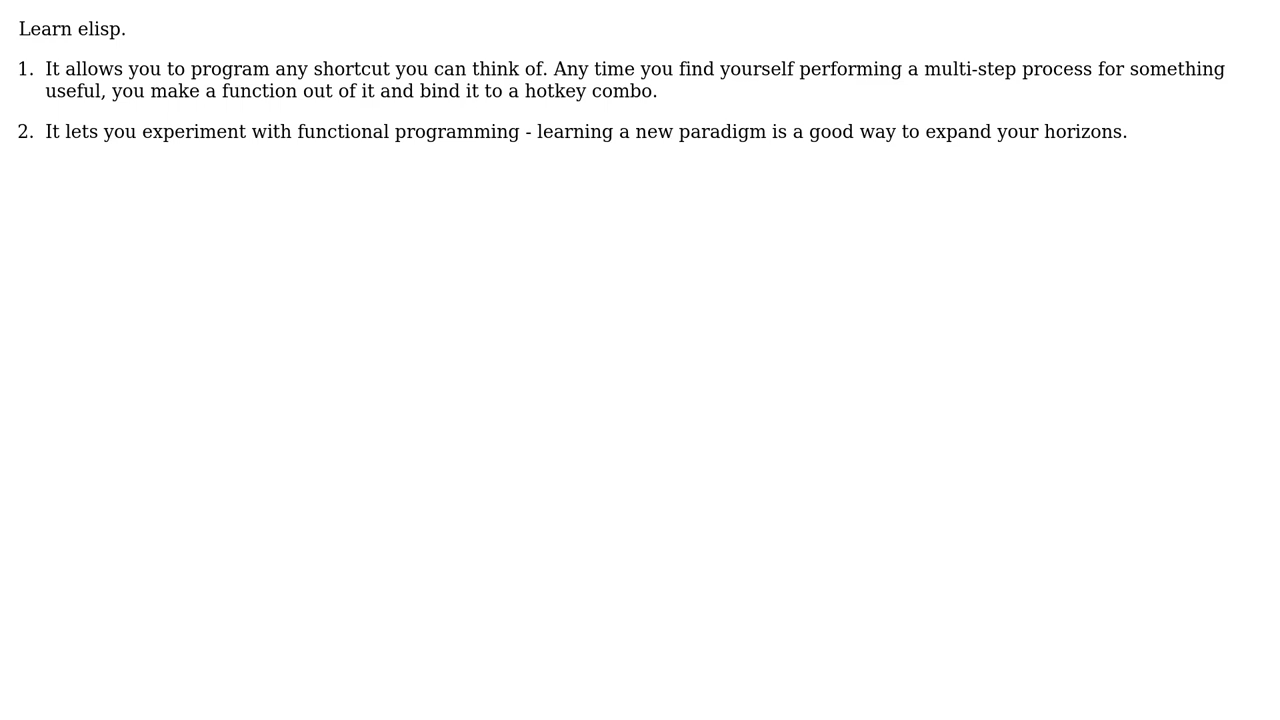 Learn elisp.
1. It allows you to program any shortcut you can think of. Any time you find yourself performing a multi-step process for something
useful, you make a function out of it and bind it to a hotkey combo.
2. It lets you experiment with functional programming - learning a new paradigm is a good way to expand your horizons.